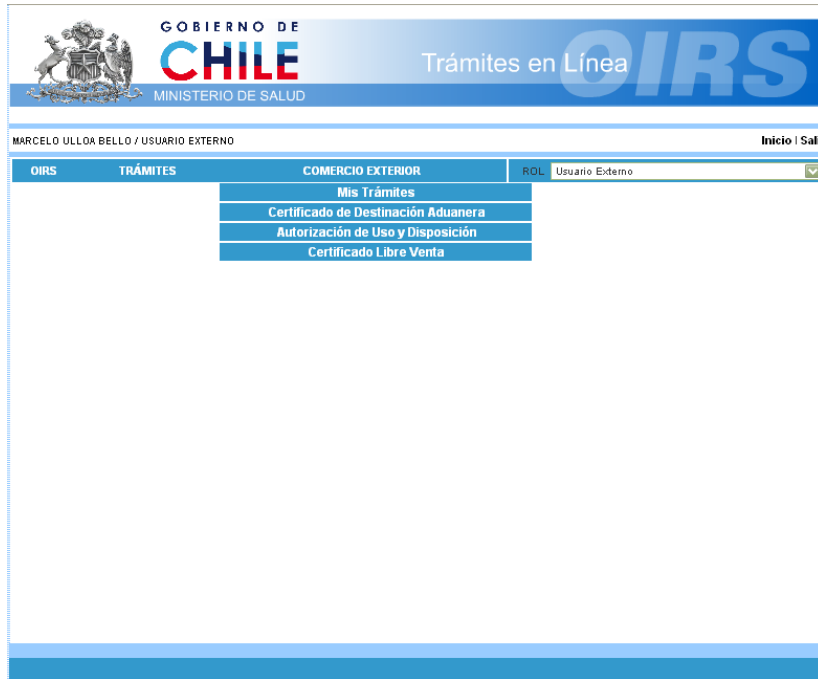 GOBIERNO DE
CHILE
MINISTERIO DE SALUD
Trámites en Línea
OIRS
MARCELO ULLOA BELLO / USUARIO EXTERNO
Inicio | Sali
OIRS TRÁMITES COMERCIO EXTERIOR ROL Usuario Externo
Mis Trámites
Certificado de Destinación Aduanera
Autorización de Uso y Disposición
Certificado Libre Venta